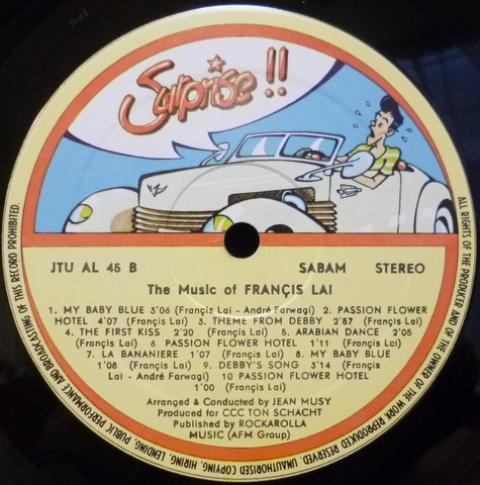 Surprise !!
JTU AL 45 B
SABAM STEREO
The Music of FRANÇIS LAI
1. MY BABY BLUE 3'06 (Françis Lai - André Farwagi) 2. PASSION FLOWER
HOTEL 4'07 (Françis Lai) 3. THEME FROM DEBBY 2'87 (Françis Lai)
4. THE FIRST KISS 2'20 (Françis Lai) 5. ARABIAN DANCE 2'05
(Françis Lai) 6 PASSION FLOWER HOTEL 1'11 (Françis Lai)
7. LA BANANIERE 1'07 (Françis Lai) 8. MY BABY BLUE
1'08 (Françis Lai) 9. DEBBY'S SONG 3'14 (Françis
Lai - André Farwagi) 10 PASSION FLOWER HOTEL
1'00 (Françis Lai)
Arranged & Conducted by JEAN MUSY
Produced for CCC TON SCHACHT
Published by ROCKAROLLA
MUSIC (AFM Group)
ALL RIGHTS OF THE PRODUCER AND OF THE OWNER OF THE WORK REPRODUCED RESERVED. UNAUTHORISED COPYING, HIRING, LENDING, PUBLIC PERFORMANCE AND BROADCASTING OF THIS RECORD PROHIBITED.